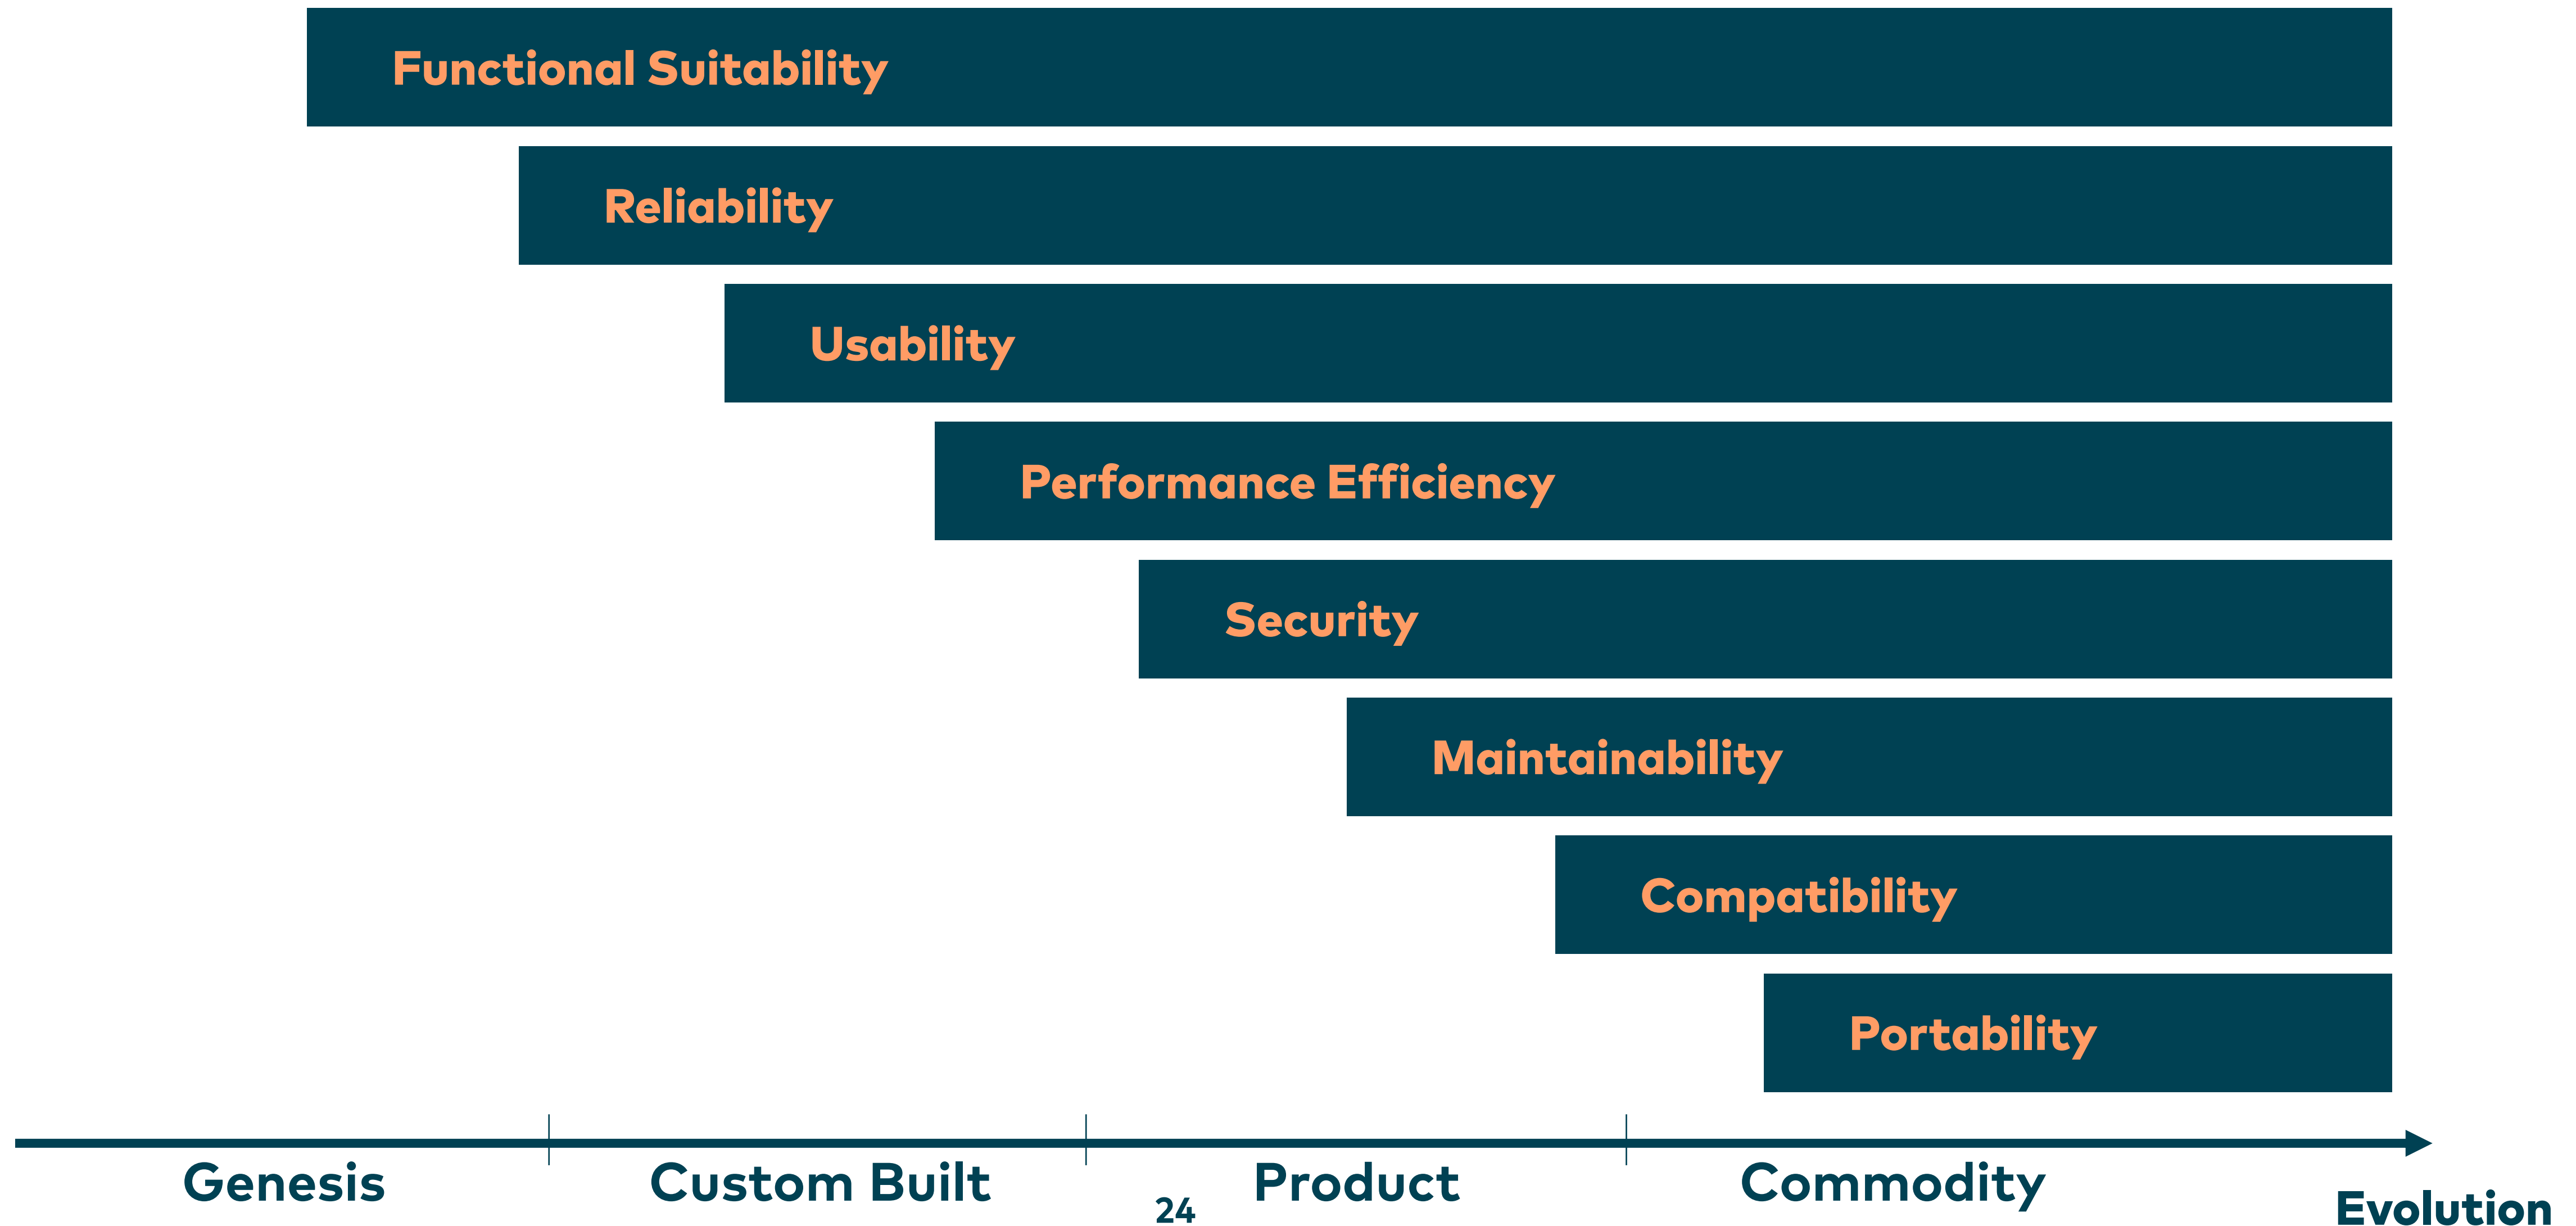 Functional Suitability
Reliability
Usability
Performance Efficiency
Security
Maintainability
Compatibility
Portability
Genesis
Custom Built
Product
Commodity
Evolution
24